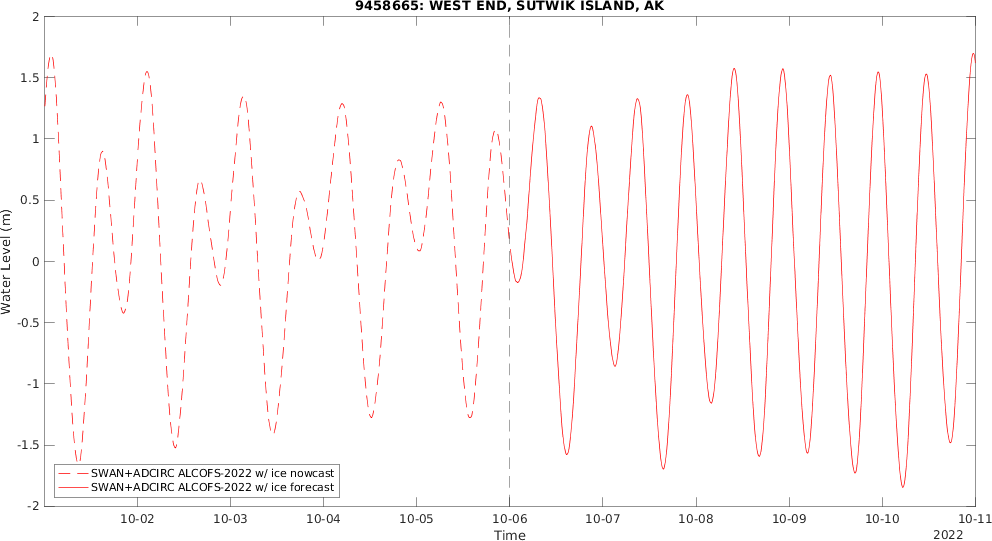 9458665: WEST END, SUTWIK ISLAND, AK
2
1.5
1
0.5
0
-0.5
-1
-1.5
-2
Water Level (m)
SWAN+ADCIRC ALCOFS-2022 w/ ice nowcast
SWAN+ADCIRC ALCOFS-2022 w/ ice forecast
10-02 10-03 10-04 10-05 10-06 10-07 10-08 10-09 10-10 10-11
Time
2022